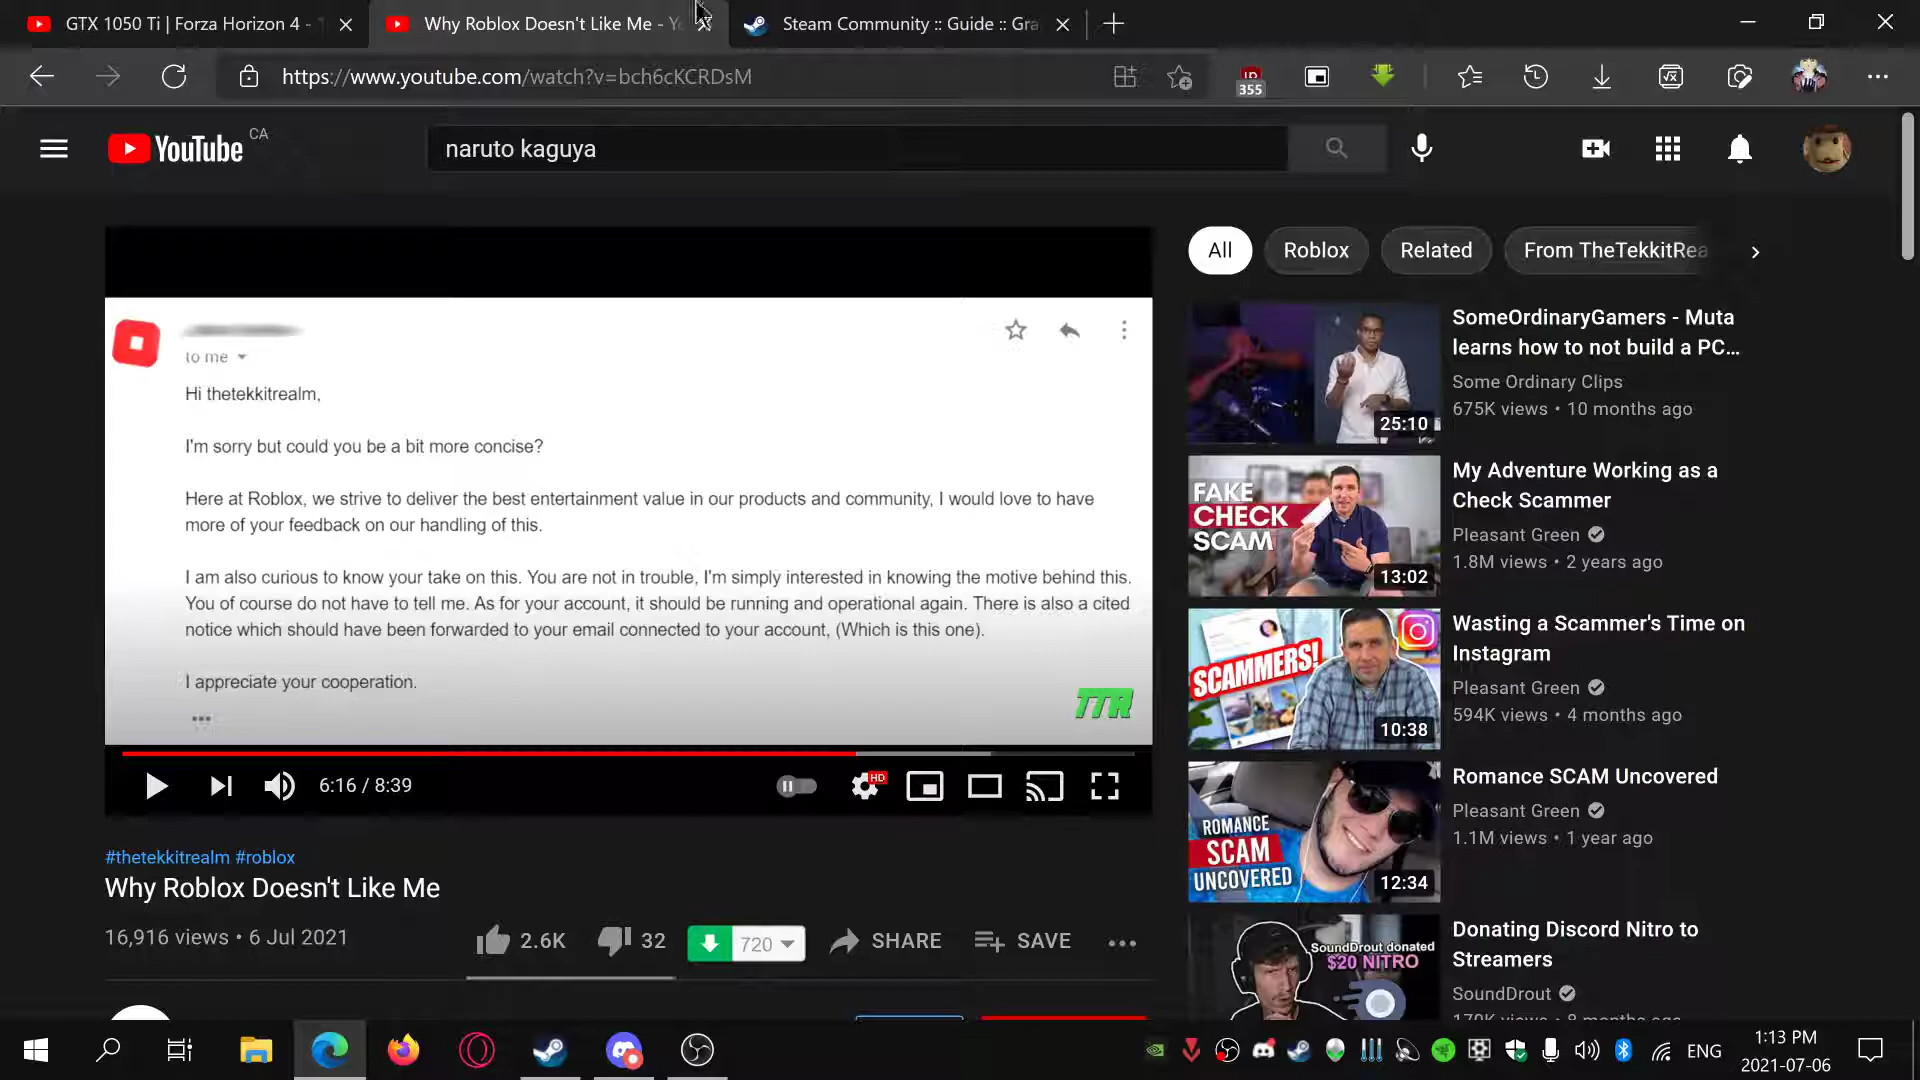 GTX 1050 Ti | Forza Horizon 4 -
Why Roblox Doesn't Like Me -
Steam Community :: Guide :: Gra
https://www.youtube.com/watch?v=bch6cKCRDsM
355
YouTube CA
naruto kaguya
All
Roblox
Related
From TheTekkitRea
to me
Hi thetekkitrealm,
I'm sorry but could you be a bit more concise?
Here at Roblox, we strive to deliver the best entertainment value in our products and community, I would love to have
more of your feedback on our handling of this.
I am also curious to know your take on this. You are not in trouble, I'm simply interested in knowing the motive behind this.
You of course do not have to tell me. As for your account, it should be running and operational again. There is also a cited
notice which should have been forwarded to your email connected to your account, (Which is this one).
I appreciate your cooperation.
TTR
6:16 / 8:39
HD
#thetekkitrealm #roblox
Why Roblox Doesn't Like Me
16,916 views • 6 Jul 2021
2.6K
32
720
SHARE
SAVE
25:10
SomeOrdinaryGamers - Muta
learns how to not build a PC...
Some Ordinary Clips
675K views • 10 months ago
FAKE
CHECK
SCAM
13:02
My Adventure Working as a
Check Scammer
Pleasant Green
1.8M views • 2 years ago
SCAMMERS!
10:38
Wasting a Scammer's Time on
Instagram
Pleasant Green
594K views • 4 months ago
ROMANCE
SCAM
UNCOVERED
12:34
Romance SCAM Uncovered
Pleasant Green
1.1M views • 1 year ago
SoundDrout donated
$20 NITRO
Donating Discord Nitro to
Streamers
SoundDrout
ENG
1:13 PM
2021-07-06